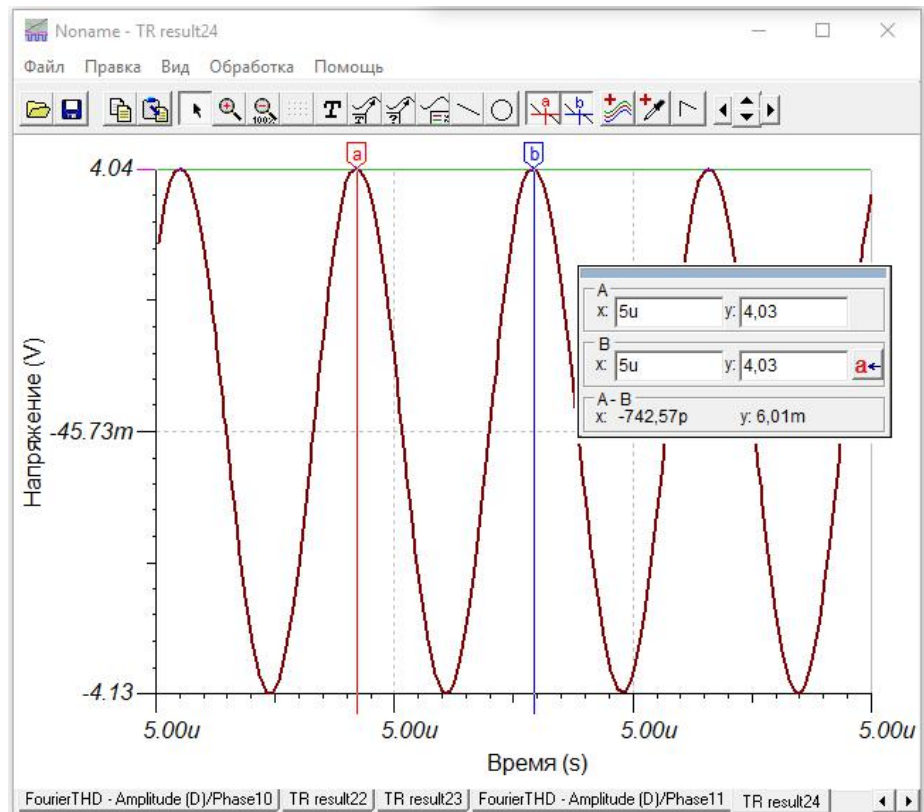 Noname - TR result24
Файл Правка Вид Обработка Помощь
100%
T
T
?
a
b
a
b
4.04
-45.73m
-4.13
Напряжение (V)
A
x: 5u y: 4,03
B
x: 5u y: 4,03 a
A - B
x: -742,57p y: 6,01m
5.00u 5.00u 5.00u 5.00u
Время (s)
FourierTHD - Amplitude (D)/Phase10 TR result22 TR result23 FourierTHD - Amplitude (D)/Phase11 TR result24